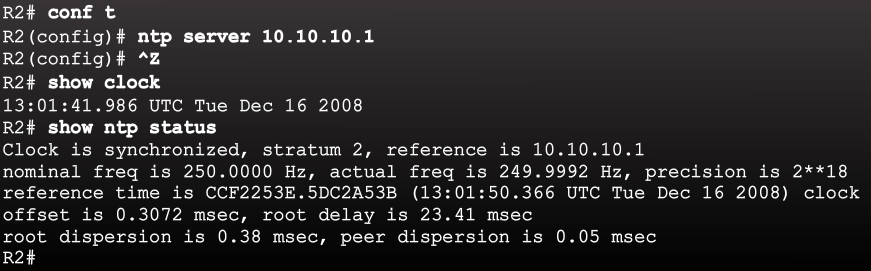 R2# conf t
R2(config)# ntp server 10.10.10.1
R2(config)# ^Z
R2# show clock
13:01:41.986 UTC Tue Dec 16 2008
R2# show ntp status
Clock is synchronized, stratum 2, reference is 10.10.10.1
nominal freq is 250.0000 Hz, actual freq is 249.9992 Hz, precision is 2**18
reference time is CCF2253E.5DC2A53B (13:01:50.366 UTC Tue Dec 16 2008) clock
offset is 0.3072 msec, root delay is 23.41 msec
root dispersion is 0.38 msec, peer dispersion is 0.05 msec
R2#